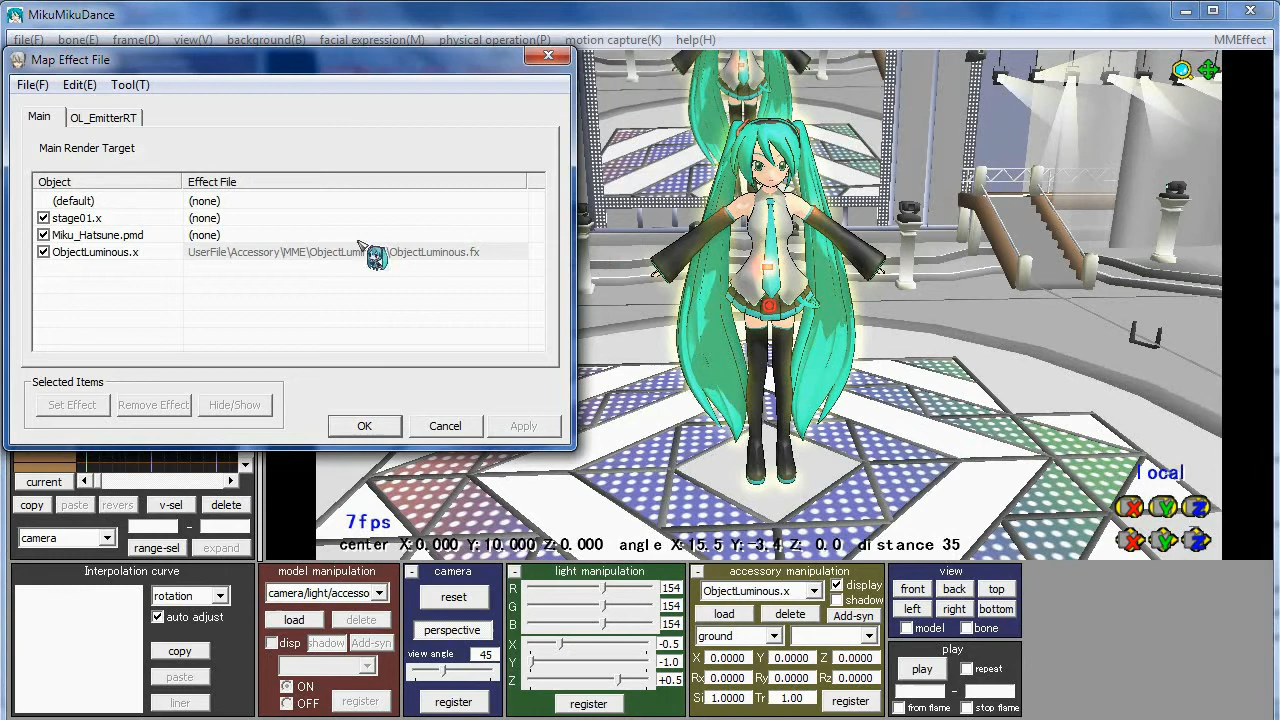 MikuMikuDance
file(F) bone(E) frame(D) view(V) background(B) facial expression(M) physical operation(P) motion capture(K) help(H) MMEffect
Map Effect File
File(F) Edit(E) Tool(T)
Main OL_EmitterRT
Main Render Target
Object Effect File
(default) (none)
stage01.x (none)
Miku_Hatsune.pmd (none)
ObjectLuminous.x UserFile\Accessory\MME\ObjectLumi ObjectLuminous.fx
Selected Items
Set Effect Remove Effect Hide/Show
OK Cancel Apply
local
X Y Z
X Y Z
7fps
center X:0.000 Y:10.000 Z:0.000 angle X:15.5 Y:-3.4 Z: 0.0 distance 35
current
copy paste revers v-sel delete
camera -
range-sel expand
Interpolation curve
rotation
auto adjust
copy
paste
liner
model manipulation
camera/light/accesso
load delete
disp shadow Add-syn
ON
OFF register
- camera
reset
perspective
view angle 45
register
- light manipulation
R 154
G 154
B 154
X -0.5
Y -1.0
Z +0.5
register
- accessory manipulation
ObjectLuminous.x display
shadow
load delete Add-syn
ground
X 0.0000 Y 0.0000 Z 0.0000
Rx 0.0000 Ry 0.0000 Rz 0.0000
Si 1.0000 Tr 1.00 register
view
front back top
left right bottom
model bone
play
play repeat
-
from flame stop flame